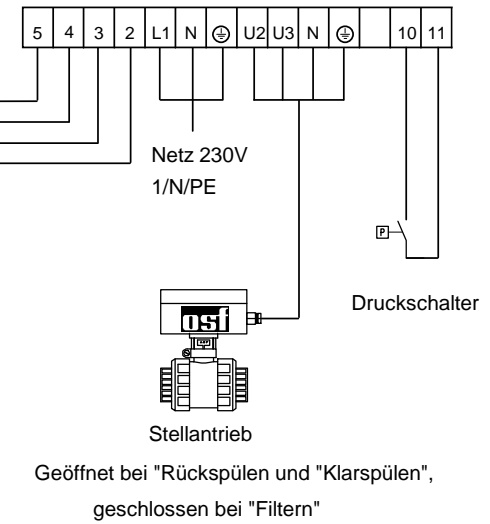 5 4 3 2 L1 N U2 U3 N 10 11
Netz 230V
1/N/PE
P
Druckschalter
osf
Stellantrieb
Geöffnet bei "Rückspülen und "Klarspülen",
geschlossen bei "Filtern"